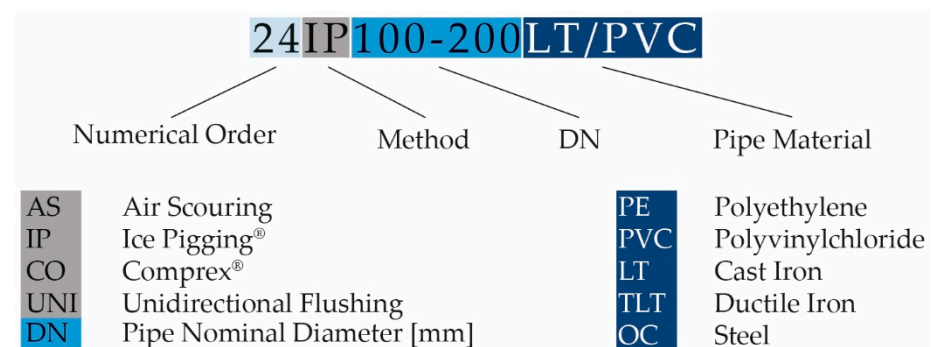 24IP100-200LT/PVC
Numerical Order Method DN Pipe Material
AS Air Scouring PE Polyethylene
IP Ice Pigging® PVC Polyvinylchloride
CO Comprex® LT Cast Iron
UNI Unidirectional Flushing TLT Ductile Iron
DN Pipe Nominal Diameter [mm] OC Steel